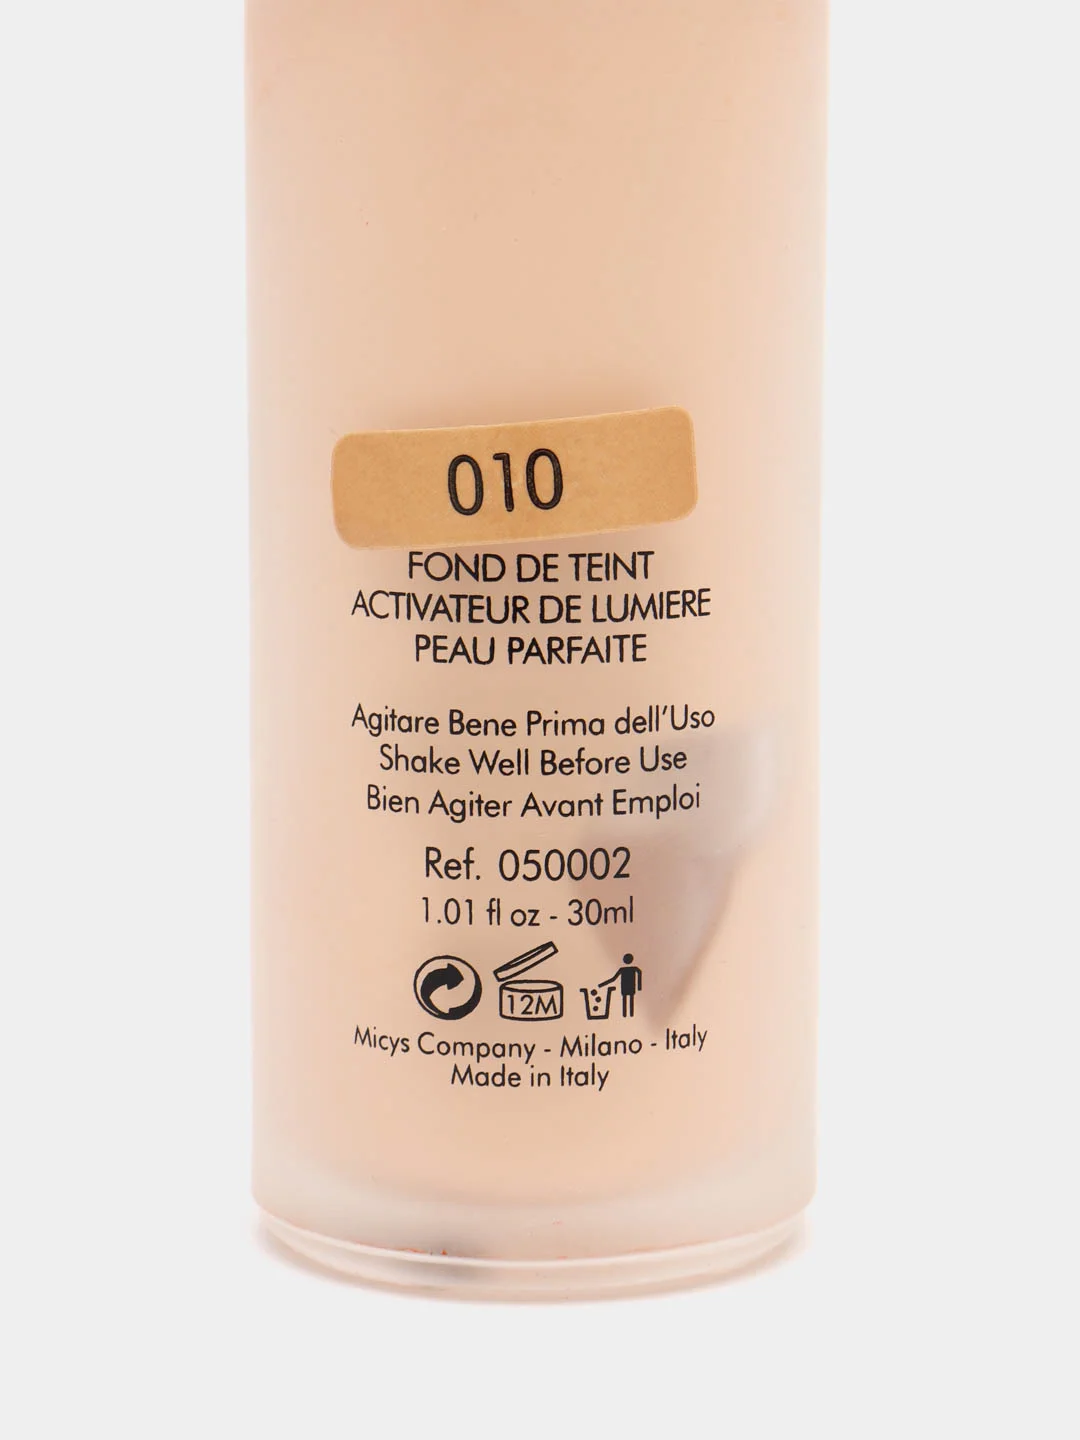 010
FOND DE TEINT
ACTIVATEUR DE LUMIERE
PEAU PARFAITE
Agitare Bene Prima dell'Uso
Shake Well Before Use
Bien Agiter Avant Emploi
Ref. 050002
1.01 fl oz - 30ml
12M
Micys Company - Milano - Italy
Made in Italy